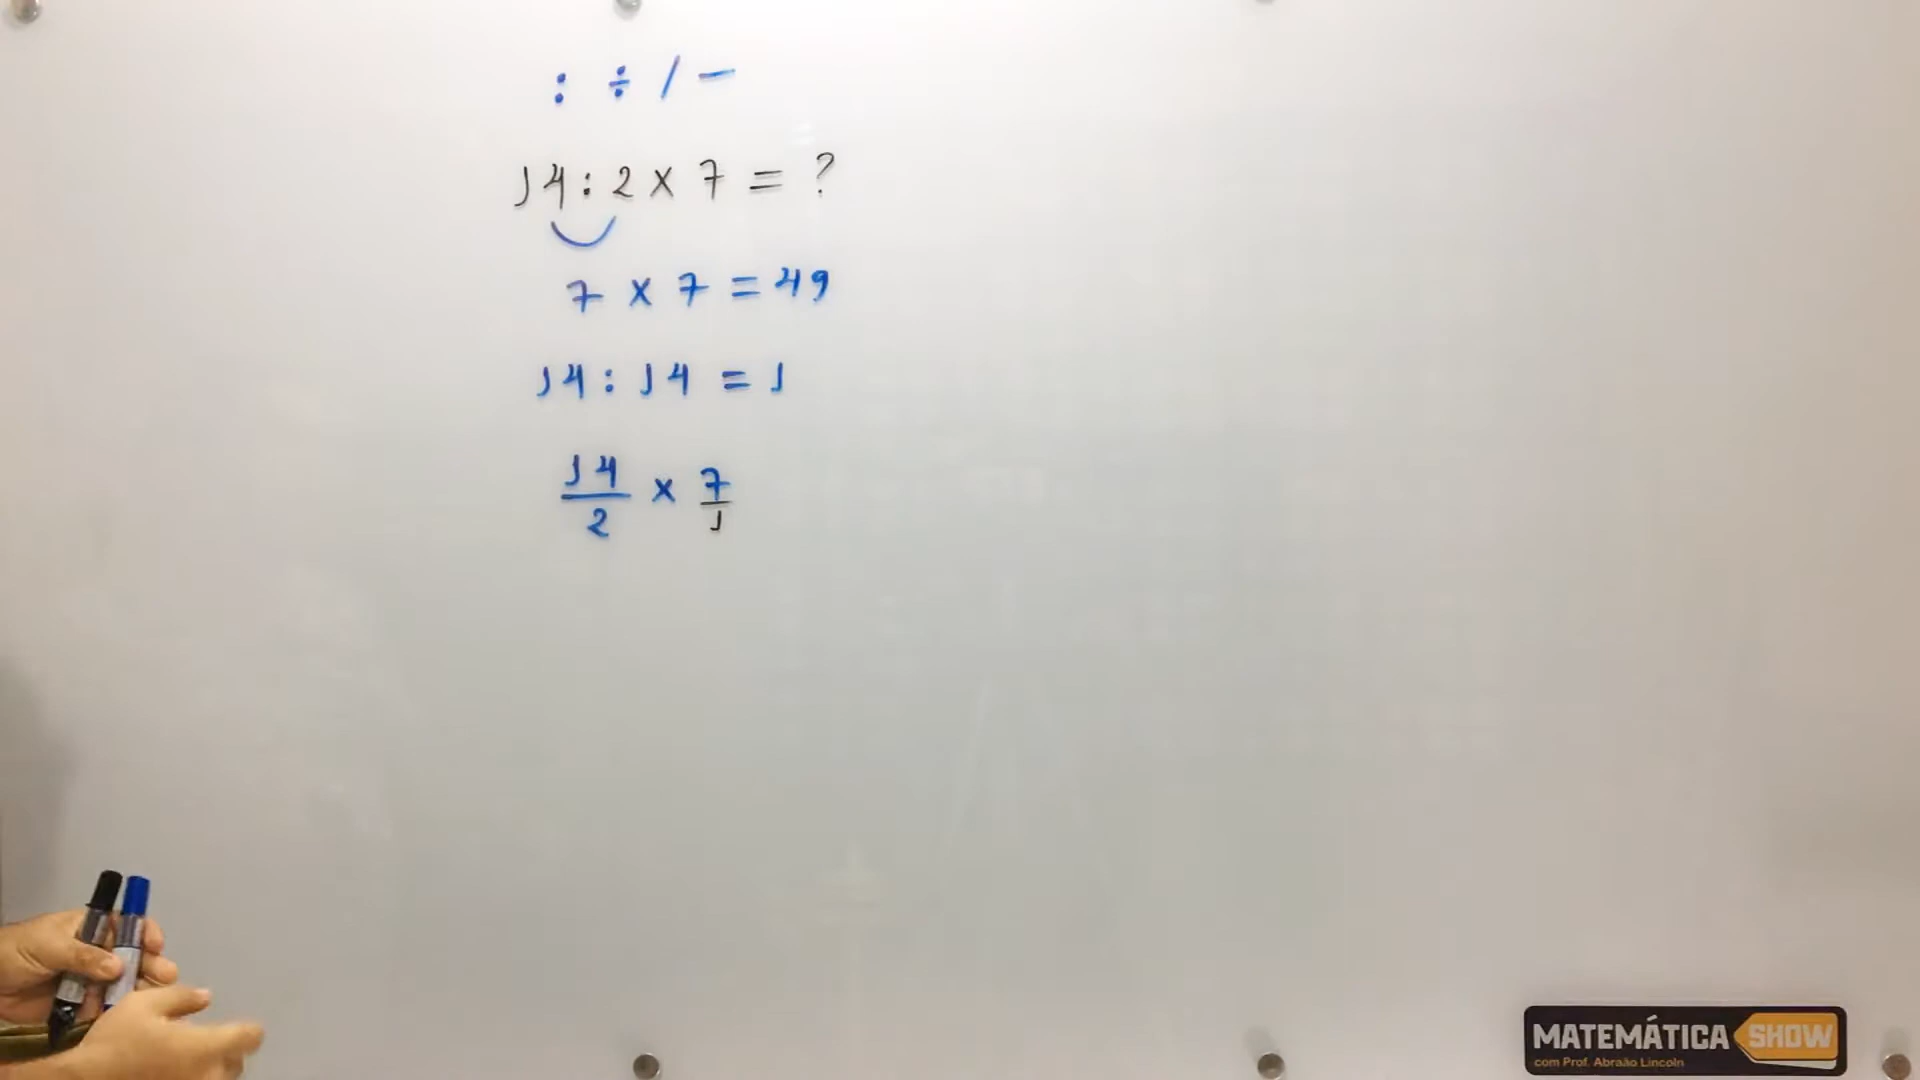 : ÷ / −
14 : 2 × 7 = ?
7 × 7 = 49
14 : 14 = 1
14/2 × 7/1
MATEMÁTICA SHOW
com Prof. Abraão Lincoln